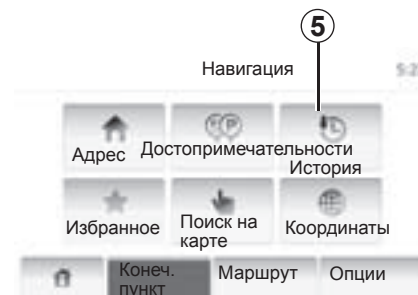 5
Навигация
5:2
Адрес
Достопримечательности
История
Избранное
Поиск на
карте
Координаты
Конеч.
пункт
Маршрут
Опции